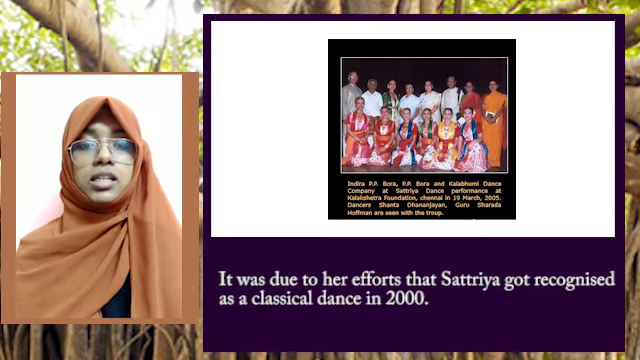 Indira P.P. Bora, P.P. Bora and Kalabhumi Dance
Company at Sattriya Dance performance at
Kalakshetra Foundation, chennai in 19 March, 2005.
Dancers Shanta Dhananjayan, Guru Sharada
Hoffman are seen with the troup.
It was due to her efforts that Sattriya got recognised
as a classical dance in 2000.